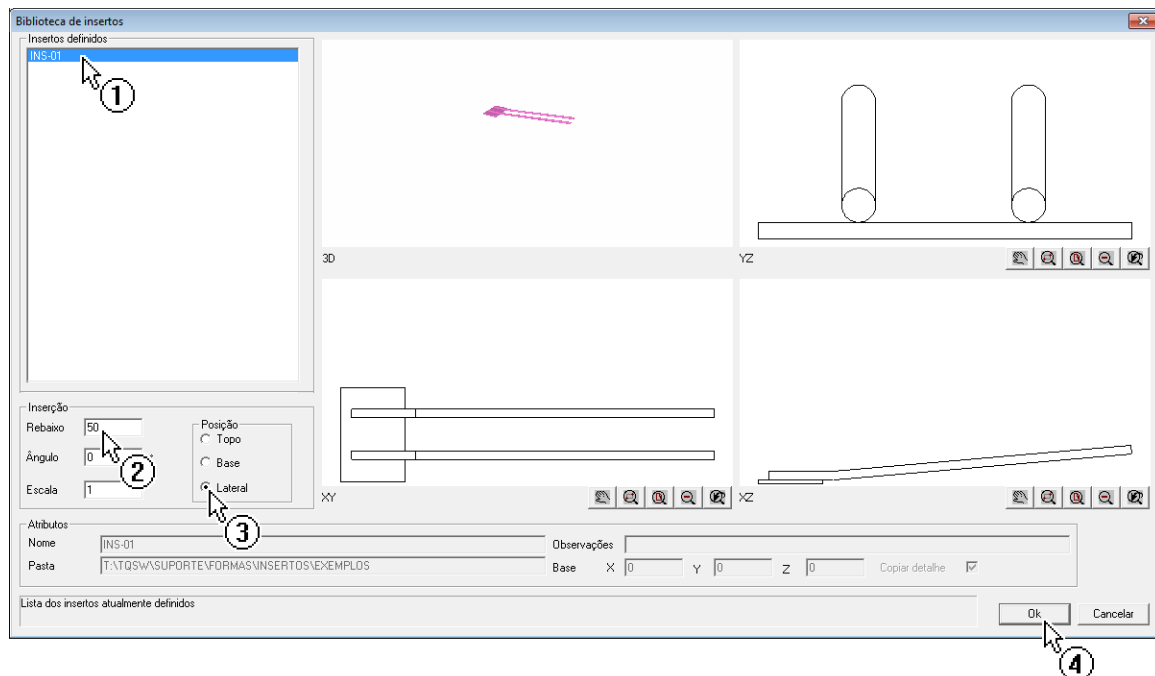 Biblioteca de insertos
Insertos definidos
INS-01
1
3D
YZ
Inserção
Rebaixo 50
Ângulo 0
2
Escala 1
Posição
Topo
Base
Lateral
3
XY
XZ
Atributos
Nome INS-01 Observações
Pasta T:\TQSW\SUPORTE\FORMAS\INSERTOS\EXEMPLOS Base X 0 Y 0 Z 0 Copiar detalhe
Lista dos insertos atualmente definidos
Ok Cancelar
4